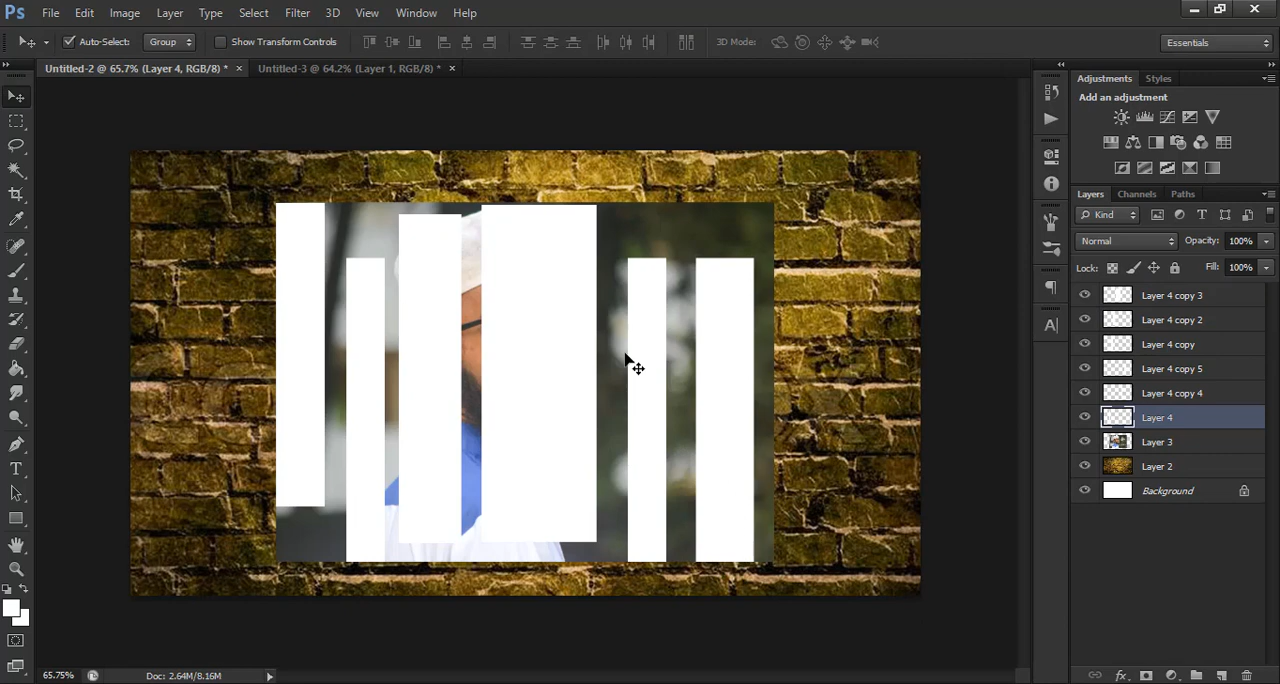 Ps File Edit Image Layer Type Select Filter 3D View Window Help
Auto-Select: Group Show Transform Controls 3D Mode: Essentials
Untitled-2 @ 65.7% (Layer 4, RGB/8) * × Untitled-3 @ 64.2% (Layer 1, RGB/8) * ×
Adjustments Styles
Add an adjustment
Layers Channels Paths
Kind
Normal Opacity: 100%
Lock: Fill: 100%
Layer 4 copy 3
Layer 4 copy 2
Layer 4 copy
Layer 4 copy 5
Layer 4 copy 4
Layer 4
Layer 3
Layer 2
Background
65.75% Doc: 2.64M/8.16M